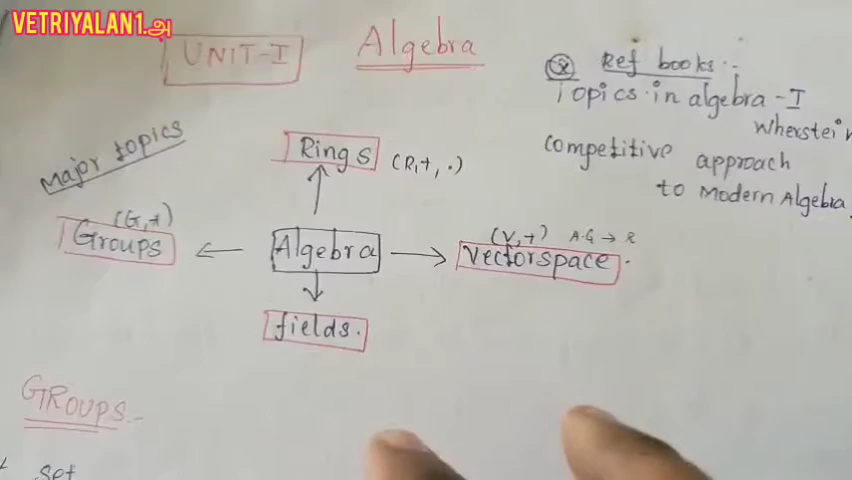 VETRIYALAN1.அ
UNIT-I
Algebra
Ref books:-
Topics in algebra - I
Wherstein
competitive approach
to Modern Algebra
Major topics
Rings (R,+, .)
(G,*)
Groups
Algebra
(V,+) A.G → R
Vectorspace
fields.
GROUPS:-
set